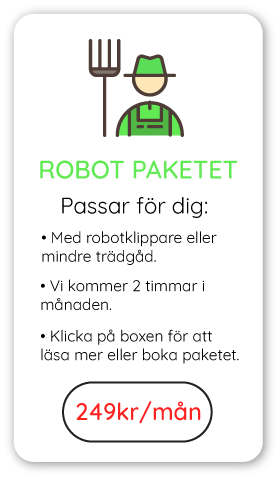 ROBOT PAKETET
Passar för dig:
• Med robotklippare eller
mindre trädgåd.
• Vi kommer 2 timmar i
månaden.
• Klicka på boxen för att
läsa mer eller boka paketet.
249kr/mån